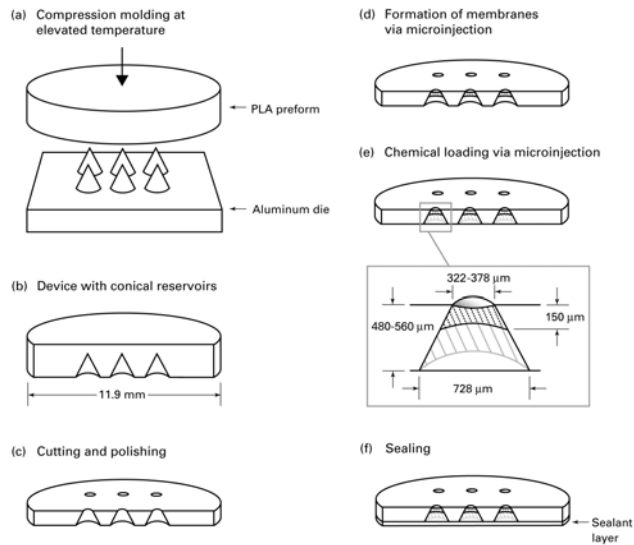 (a) Compression molding at
elevated temperature
PLA preform
Aluminum die
(b) Device with conical reservoirs
11.9 mm
(c) Cutting and polishing
(d) Formation of membranes
via microinjection
(e) Chemical loading via microinjection
322-378 μm
480-560 μm
150 μm
728 μm
(f) Sealing
Sealant
layer